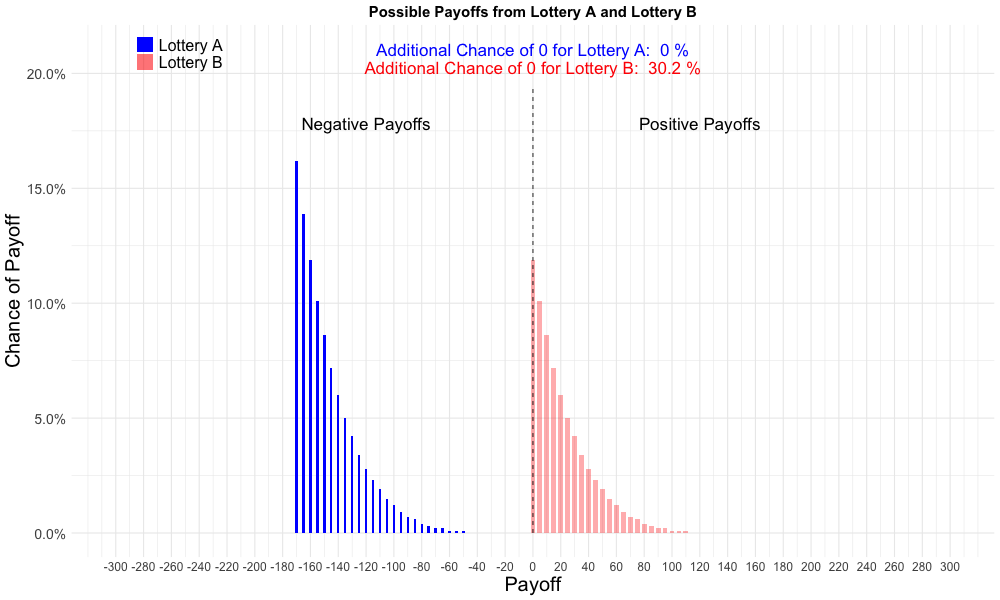 Possible Payoffs from Lottery A and Lottery B
Lottery A
Lottery B
Additional Chance of 0 for Lottery A:  0 %
Additional Chance of 0 for Lottery B:  30.2 %
Negative Payoffs
Positive Payoffs
Chance of Payoff
20.0%
15.0%
10.0%
5.0%
0.0%
-300 -280 -260 -240 -220 -200 -180 -160 -140 -120 -100 -80 -60 -40 -20 0 20 40 60 80 100 120 140 160 180 200 220 240 260 280 300
Payoff